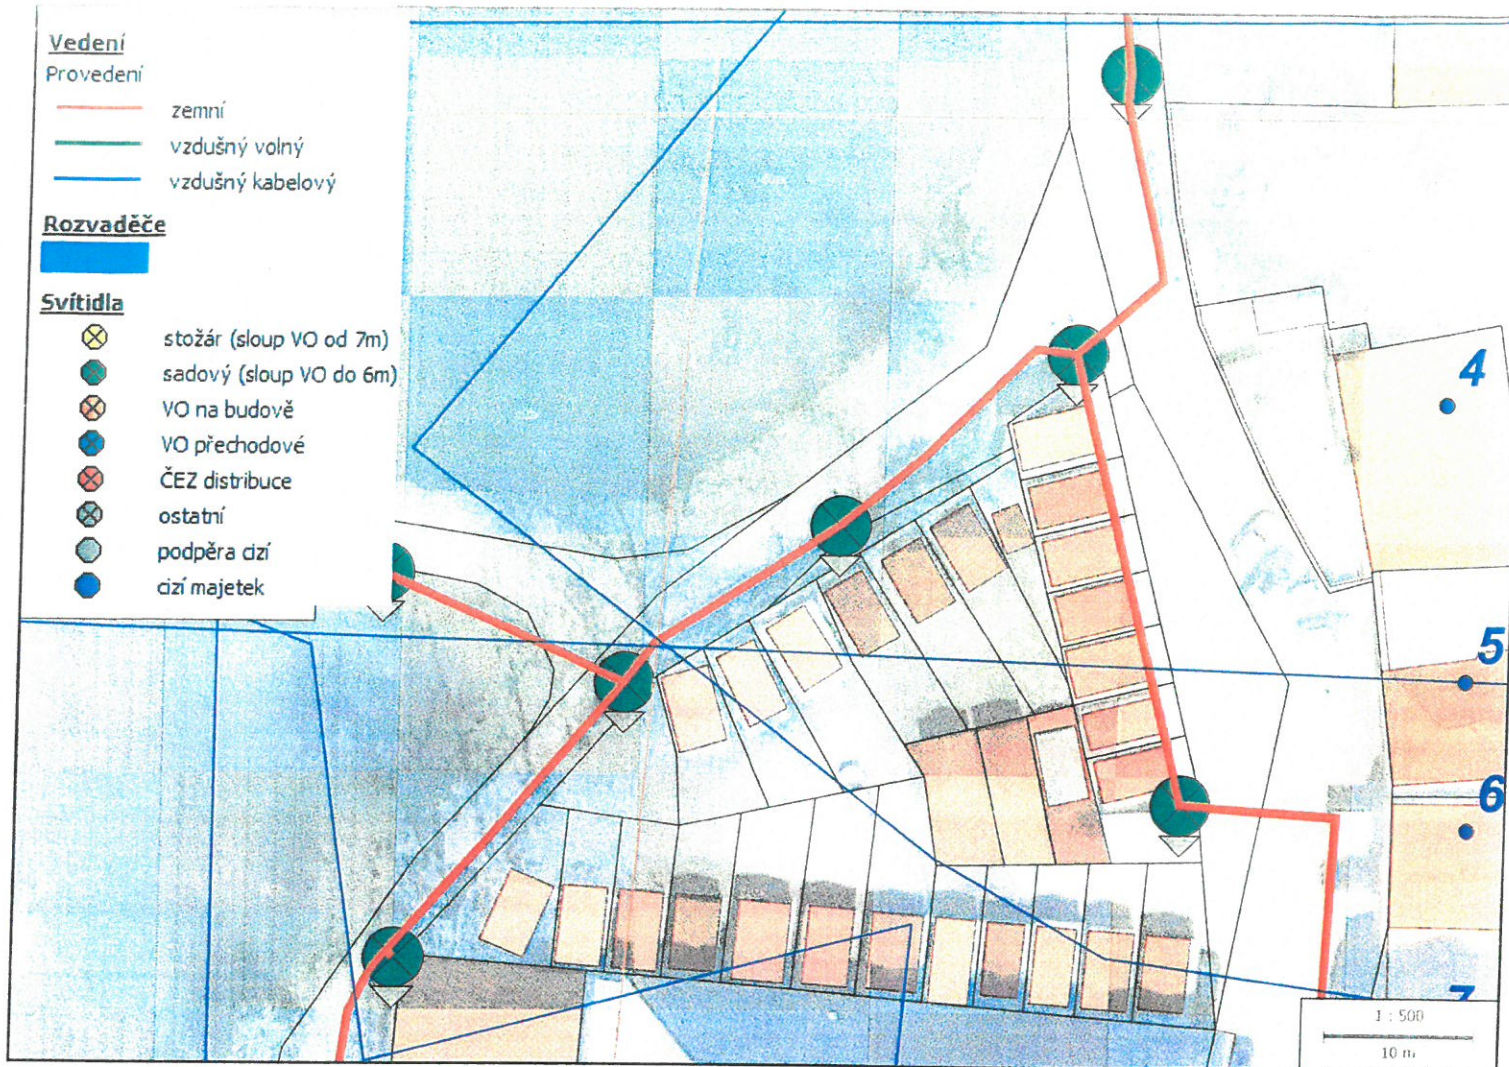 Vedení
Provedení
zemní
vzdušný volný
vzdušný kabelový
Rozvaděče
Svítidla
stožár (sloup VO od 7m)
sadový (sloup VO do 6m)
VO na budově
VO přechodové
ČEZ distribuce
ostatní
podpěra cizí
cizí majetek
4
5
6
7
1 : 500
10 m